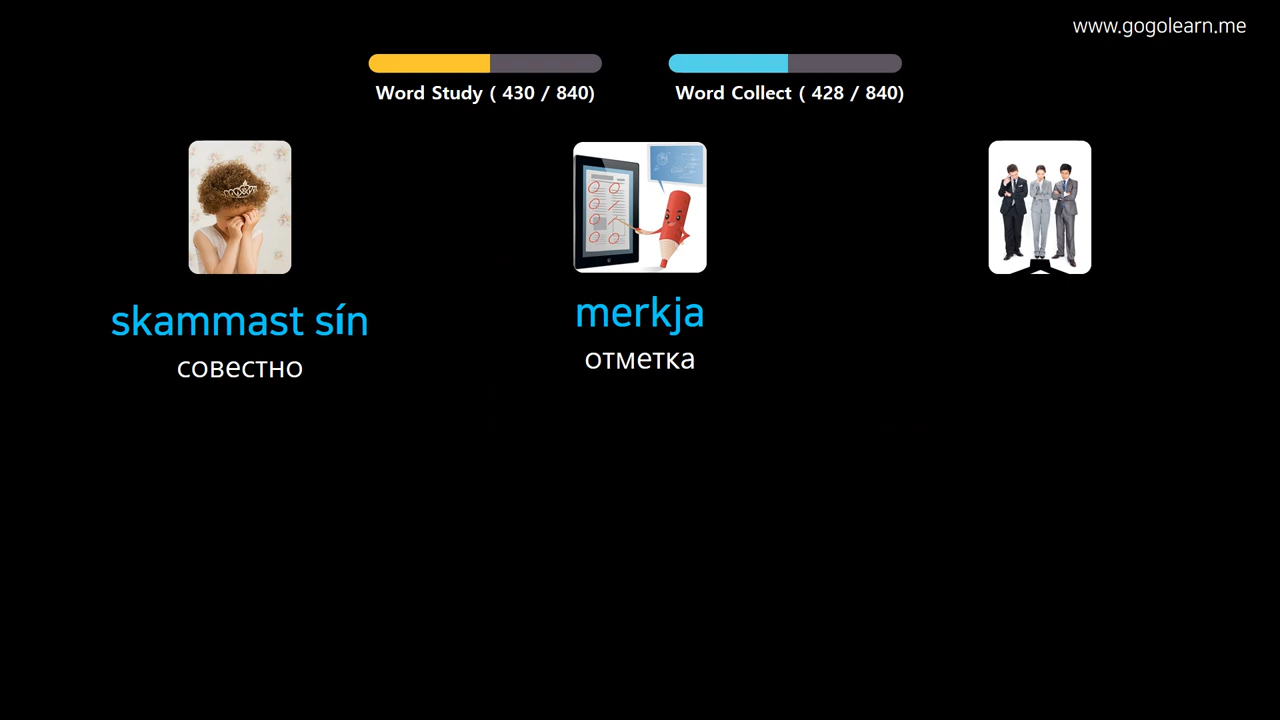 www.gogolearn.me
Word Study ( 430 / 840)
Word Collect ( 428 / 840)
skammast sín
совестно
merkja
отметка